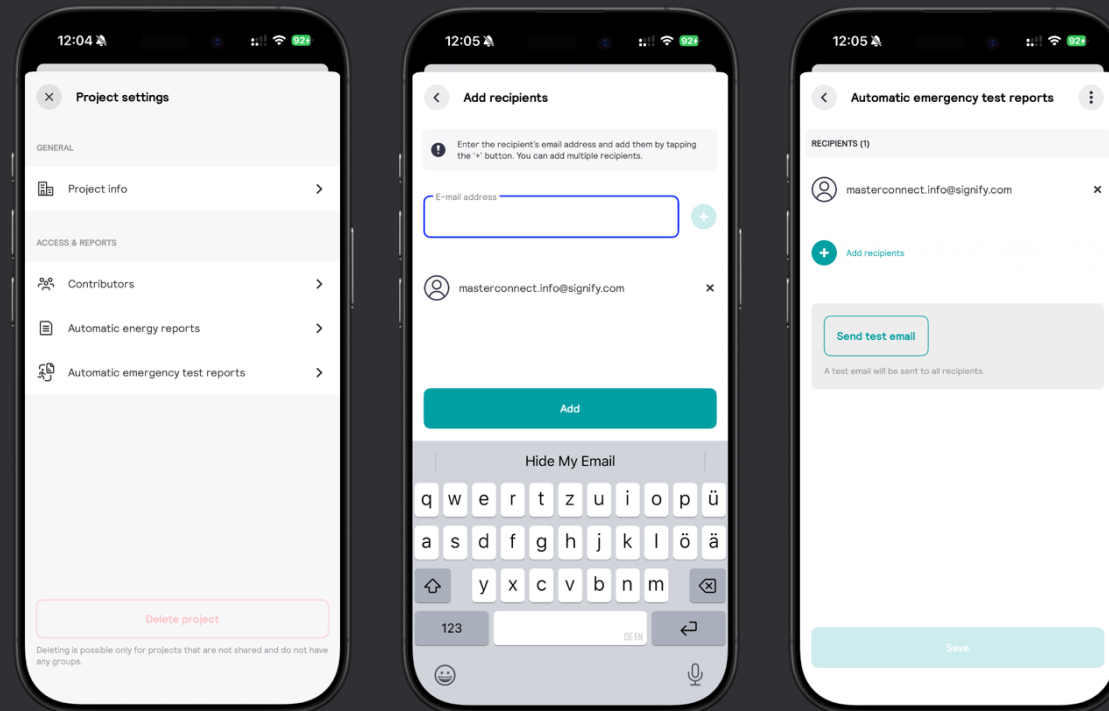 12:04
92
Project settings
GENERAL
Project info
ACCESS & REPORTS
Contributors
Automatic energy reports
Automatic emergency test reports
Delete project
Deleting is possible only for projects that are not shared and do not have
any groups.
12:05
92
Add recipients
Enter the recipient's email address and add them by tapping
the '+' button. You can add multiple recipients.
E-mail address
+
masterconnect.info@signify.com
Add
Hide My Email
q w e r t z u i o p ü
a s d f g h j k l ö ä
y x c v b n m
123
DE EN
12:05
92
Automatic emergency test reports
RECIPIENTS (1)
masterconnect.info@signify.com
+ Add recipients
Send test email
A test email will be sent to all recipients.
Save